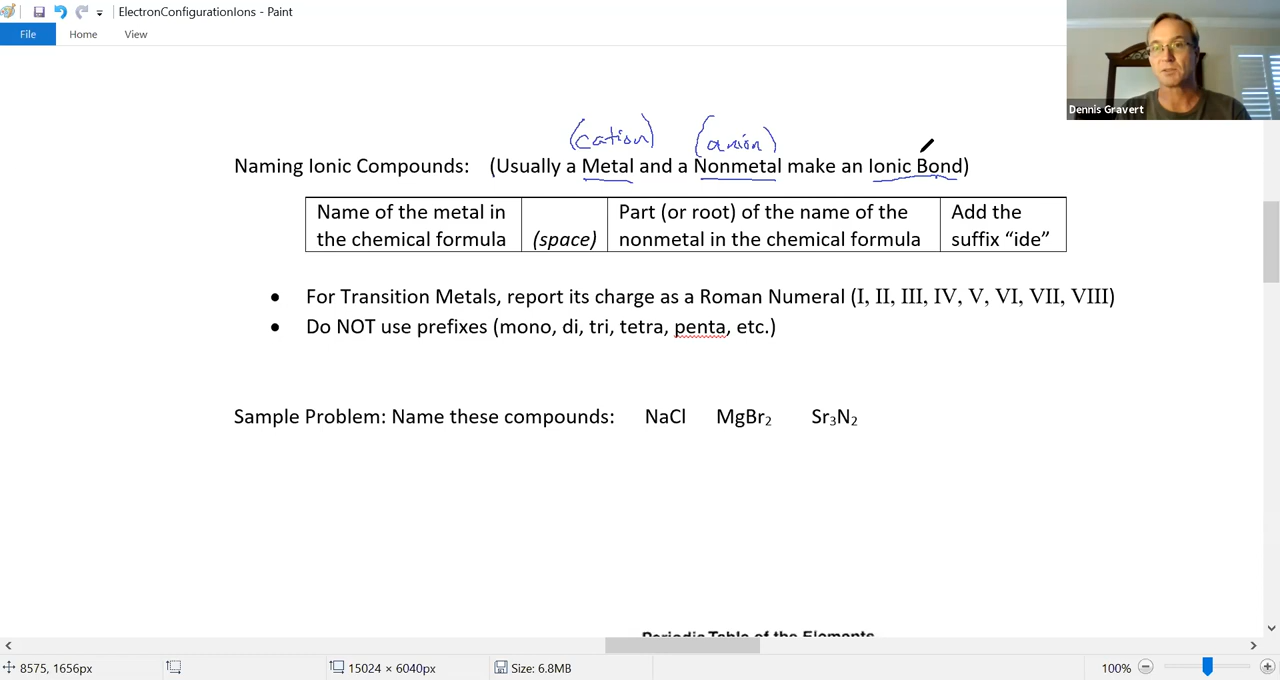 ElectronConfigurationIons - Paint
File Home View
Dennis Gravert
(cation) (anion)
Naming Ionic Compounds: (Usually a Metal and a Nonmetal make an Ionic Bond)
Name of the metal in the chemical formula
(space)
Part (or root) of the name of the nonmetal in the chemical formula
Add the suffix “ide”
• For Transition Metals, report its charge as a Roman Numeral (I, II, III, IV, V, VI, VII, VIII)
• Do NOT use prefixes (mono, di, tri, tetra, penta, etc.)
Sample Problem: Name these compounds: NaCl MgBr₂ Sr₃N₂
Periodic Table of the Elements
8575, 1656px 15024 × 6040px Size: 6.8MB 100%